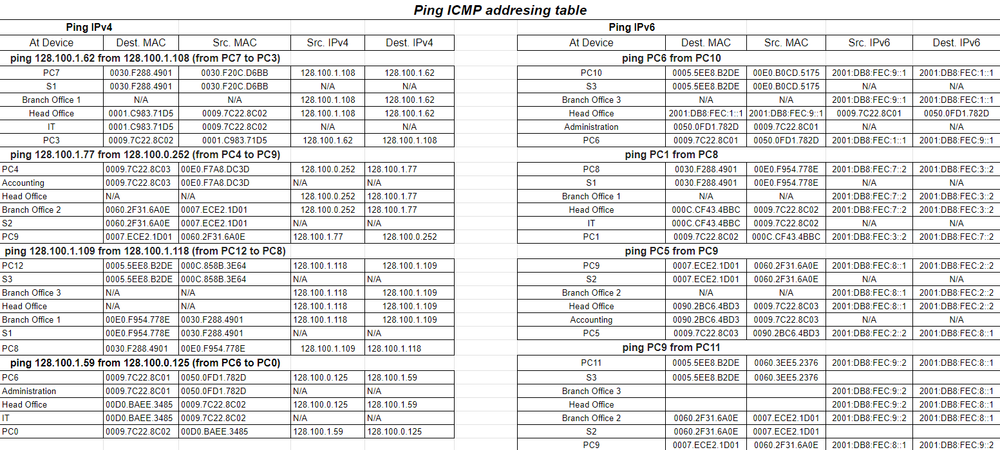 Ping ICMP addresing table
Ping IPv4
At Device Dest. MAC Src. MAC Src. IPv4 Dest. IPv4
ping 128.100.1.62 from 128.100.1.108 (from PC7 to PC3)
PC7 0030.F288.4901 0030.F20C.D6BB 128.100.1.108 128.100.1.62
S1 0030.F288.4901 0030.F20C.D6BB N/A N/A
Branch Office 1 N/A N/A 128.100.1.108 128.100.1.62
Head Office 0001.C983.71D5 0009.7C22.8C02 128.100.1.108 128.100.1.62
IT 0001.C983.71D5 0009.7C22.8C02 N/A N/A
PC3 0009.7C22.8C02 0001.C983.71D5 128.100.1.62 128.100.1.108
ping 128.100.1.77 from 128.100.0.252 (from PC4 to PC9)
PC4 0009.7C22.8C03 00E0.F7A8.DC3D 128.100.0.252 128.100.1.77
Accounting 0009.7C22.8C03 00E0.F7A8.DC3D N/A N/A
Head Office N/A N/A 128.100.0.252 128.100.1.77
Branch Office 2 0060.2F31.6A0E 0007.ECE2.1D01 128.100.0.252 128.100.1.77
S2 0060.2F31.6A0E 0007.ECE2.1D01 N/A N/A
PC9 0007.ECE2.1D01 0060.2F31.6A0E 128.100.1.77 128.100.0.252
ping 128.100.1.109 from 128.100.1.118 (from PC12 to PC8)
PC12 0005.5EE8.B2DE 000C.858B.3E64 128.100.1.118 128.100.1.109
S3 0005.5EE8.B2DE 000C.858B.3E64 N/A N/A
Branch Office 3 N/A N/A 128.100.1.118 128.100.1.109
Head Office N/A N/A 128.100.1.118 128.100.1.109
Branch Office 1 00E0.F954.778E 0030.F288.4901 128.100.1.118 128.100.1.109
S1 00E0.F954.778E 0030.F288.4901 N/A N/A
PC8 0030.F288.4901 00E0.F954.778E 128.100.1.109 128.100.1.118
ping 128.100.1.59 from 128.100.0.125 (from PC6 to PC0)
PC6 0009.7C22.8C01 0050.0FD1.782D 128.100.0.125 128.100.1.59
Administration 0009.7C22.8C01 0050.0FD1.782D N/A N/A
Head Office 00D0.BAEE.3485 0009.7C22.8C02 128.100.0.125 128.100.1.59
IT 00D0.BAEE.3485 0009.7C22.8C02 N/A N/A
PC0 0009.7C22.8C02 00D0.BAEE.3485 128.100.1.59 128.100.0.125
Ping IPv6
At Device Dest. MAC Src. MAC Src. IPv6 Dest. IPv6
ping PC6 from PC10
PC10 0005.5EE8.B2DE 00E0.B0CD.5175 2001:DB8:FEC:9::1 2001:DB8:FEC:1::1
S3 0005.5EE8.B2DE 00E0.B0CD.5175 N/A N/A
Branch Office 3 N/A N/A 2001:DB8:FEC:9::1 2001:DB8:FEC:1::1
Head Office 2001:DB8:FEC:1::1 2001:DB8:FEC:9::1 0009.7C22.8C01 0050.0FD1.782D
Administration 0050.0FD1.782D 0009.7C22.8C01 N/A N/A
PC6 0009.7C22.8C01 0050.0FD1.782D 2001:DB8:FEC:1::1 2001:DB8:FEC:9::1
ping PC1 from PC8
PC8 0030.F288.4901 00E0.F954.778E 2001:DB8:FEC:7::2 2001:DB8:FEC:3::2
S1 0030.F288.4901 00E0.F954.778E N/A N/A
Branch Office 1 N/A N/A 2001:DB8:FEC:7::2 2001:DB8:FEC:3::2
Head Office 000C.CF43.4BBC 0009.7C22.8C02 2001:DB8:FEC:7::2 2001:DB8:FEC:3::2
IT 000C.CF43.4BBC 0009.7C22.8C02 N/A N/A
PC1 0009.7C22.8C02 000C.CF43.4BBC 2001:DB8:FEC:3::2 2001:DB8:FEC:7::2
ping PC5 from PC9
PC9 0007.ECE2.1D01 0060.2F31.6A0E 2001:DB8:FEC:8::1 2001:DB8:FEC:2::2
S2 0007.ECE2.1D01 0060.2F31.6A0E N/A N/A
Branch Office 2 N/A N/A 2001:DB8:FEC:8::1 2001:DB8:FEC:2::2
Head Office 0090.2BC6.4BD3 0009.7C22.8C03 2001:DB8:FEC:8::1 2001:DB8:FEC:2::2
Accounting 0090.2BC6.4BD3 0009.7C22.8C03 N/A N/A
PC5 0009.7C22.8C03 0090.2BC6.4BD3 2001:DB8:FEC:2::2 2001:DB8:FEC:8::1
ping PC9 from PC11
PC11 0005.5EE8.B2DE 0060.3EE5.2376 2001:DB8:FEC:9::2 2001:DB8:FEC:8::1
S3 0005.5EE8.B2DE 0060.3EE5.2376
Branch Office 3 2001:DB8:FEC:9::2 2001:DB8:FEC:8::1
Head Office 2001:DB8:FEC:9::2 2001:DB8:FEC:8::1
Branch Office 2 0060.2F31.6A0E 0007.ECE2.1D01 2001:DB8:FEC:9::2 2001:DB8:FEC:8::1
S2 0060.2F31.6A0E 0007.ECE2.1D01
PC9 0007.ECE2.1D01 0060.2F31.6A0E 2001:DB8:FEC:8::1 2001:DB8:FEC:9::2